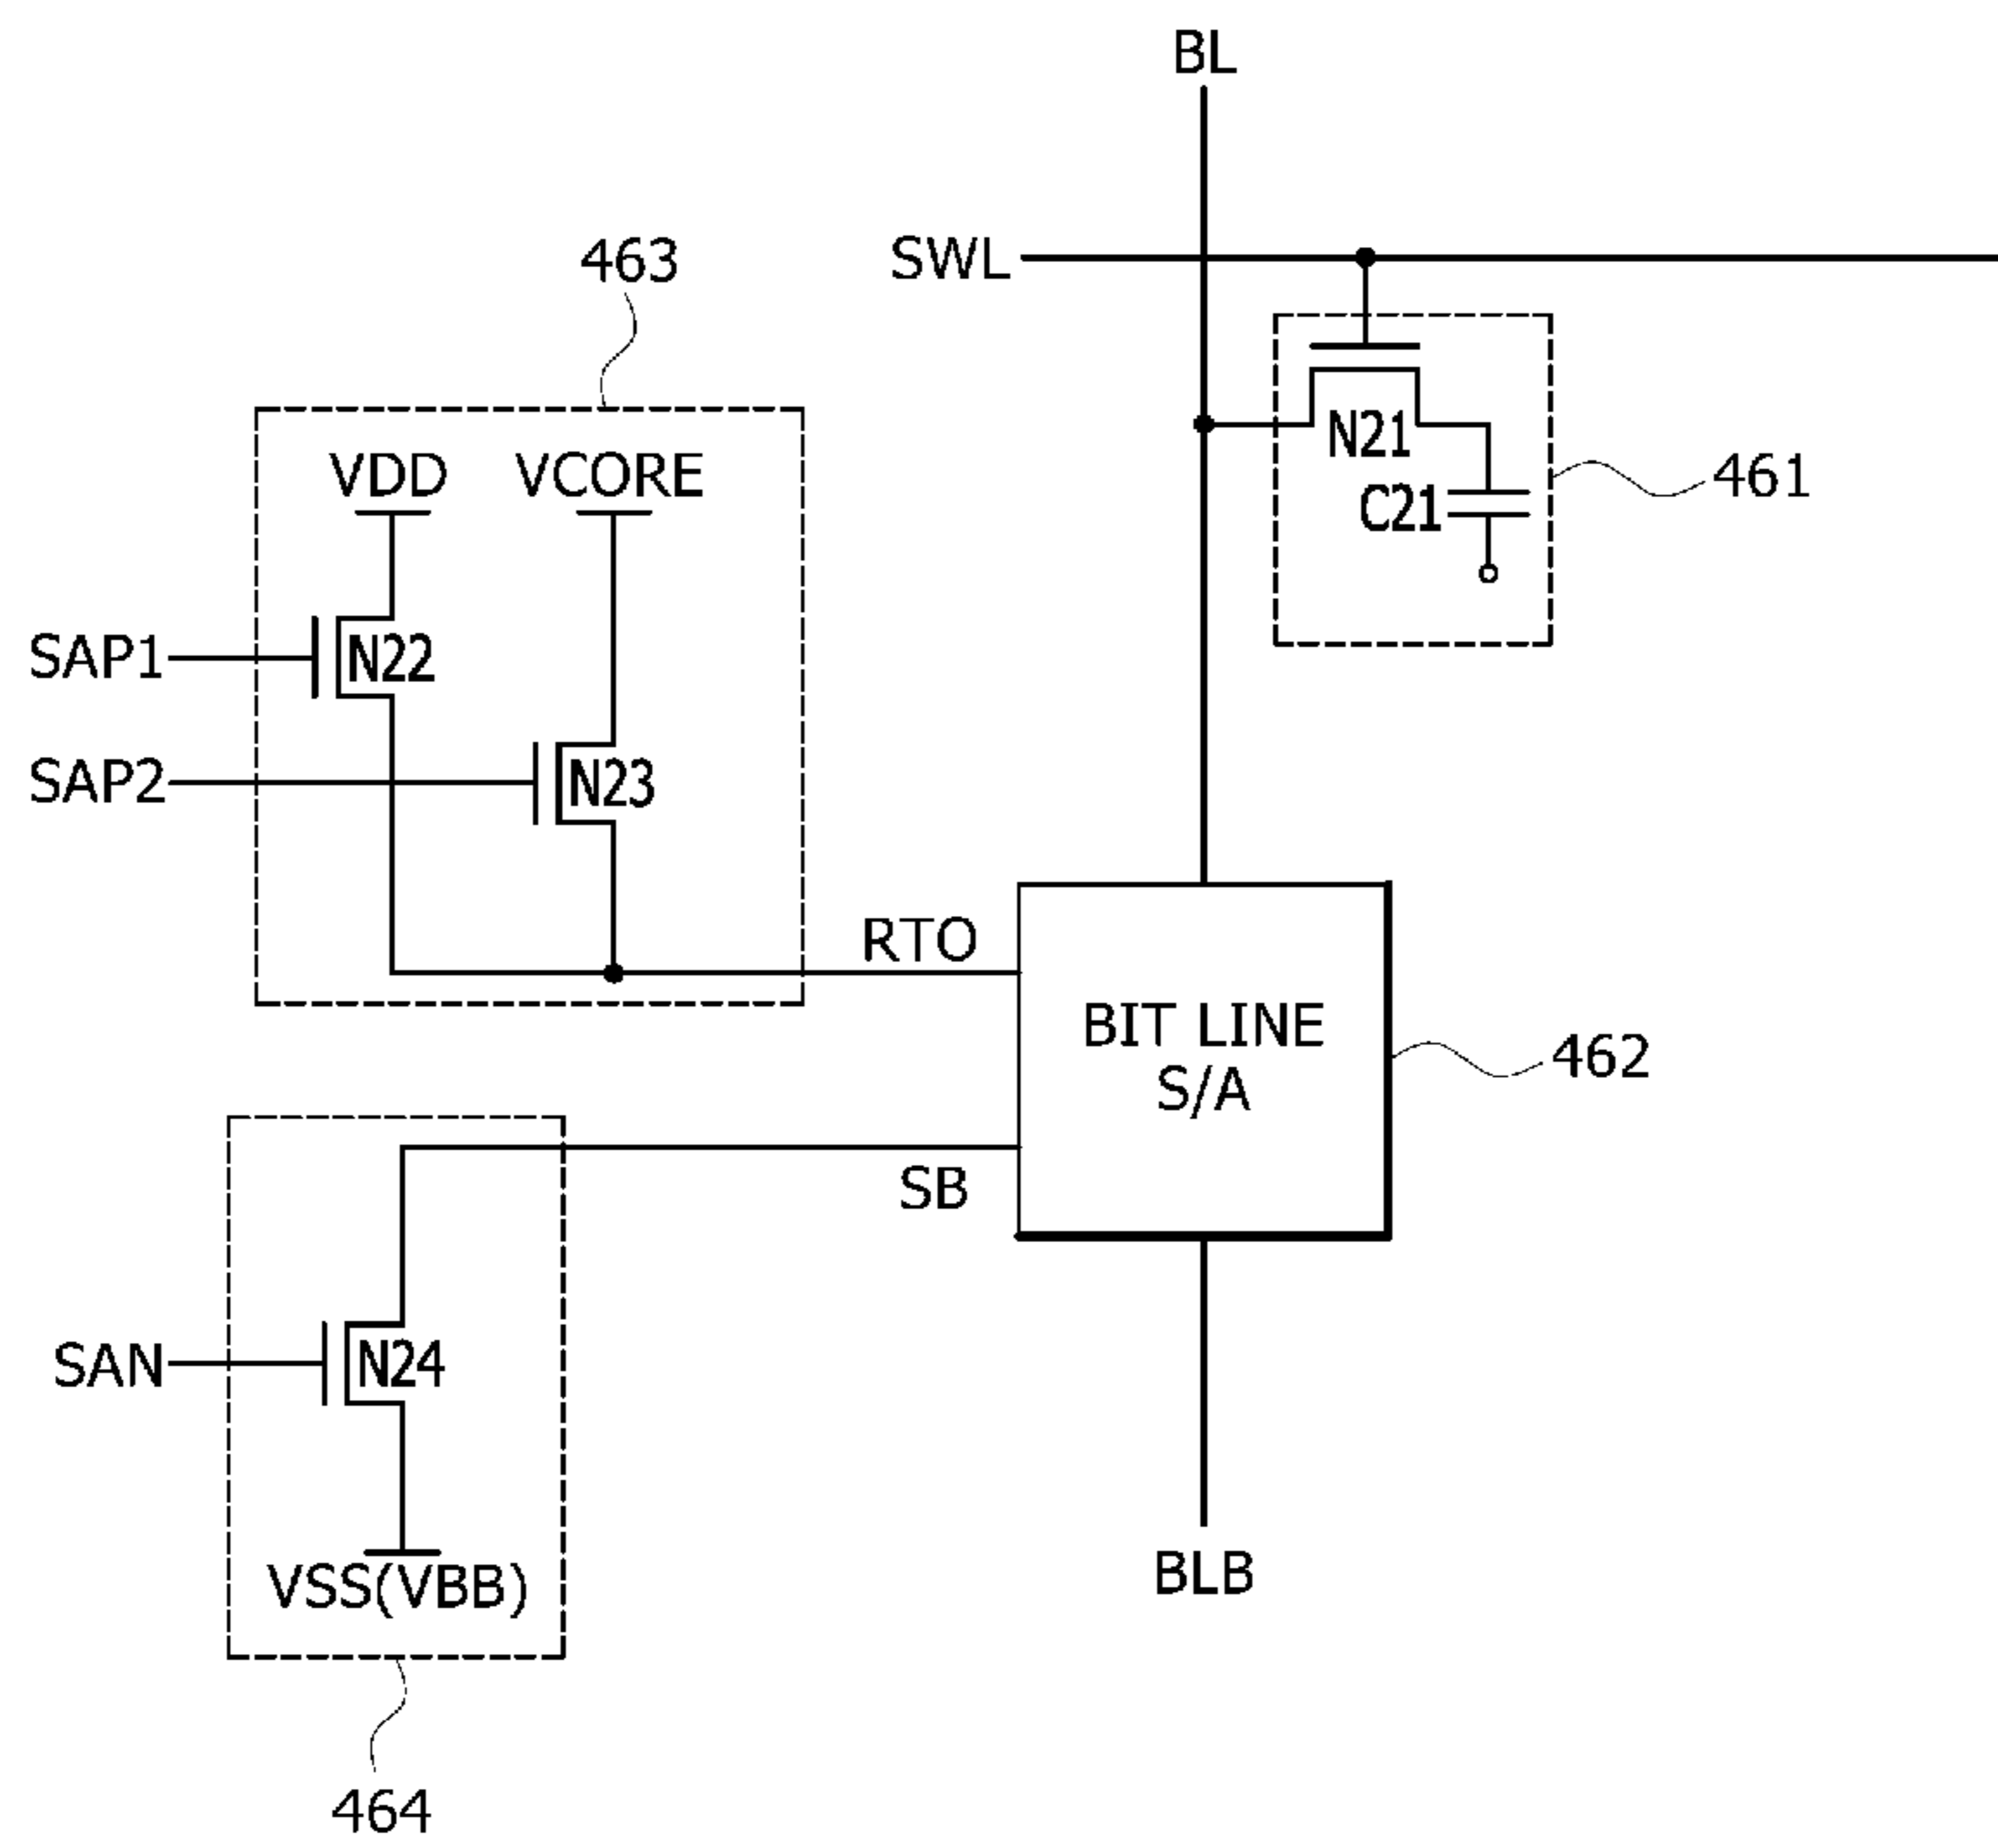 BL
SWL
463
VDD
VCORE
N21
C21
461
SAP1
N22
SAP2
N23
RTO
BIT LINE
S/A
462
SB
SAN
N24
VSS(VBB)
BLB
464